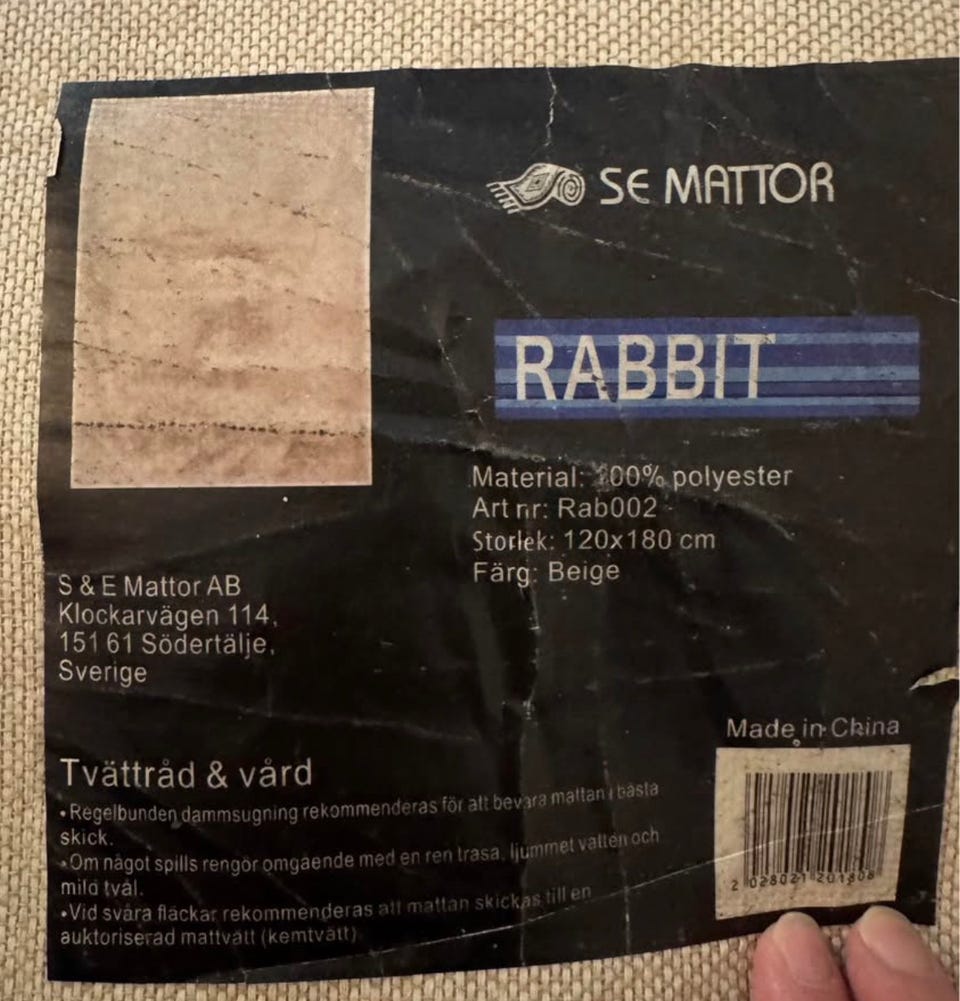 SE MATTOR
RABBIT
Material: 100% polyester
Art nr: Rab002
Storlek: 120x180 cm
Färg: Beige
S & E Mattor AB
Klockarvägen 114,
151 61 Södertälje,
Sverige
Made in China
2 028021 201808
Tvättråd & vård
•Regelbunden dammsugning rekommenderas för att bevara mattan i bästa
skick.
•Om något spills rengör omgående med en ren trasa, ljummet vatten och
mild tvål.
•Vid svåra fläckar rekommenderas att mattan skickas till en
auktoriserad mattvätt (kemtvätt)